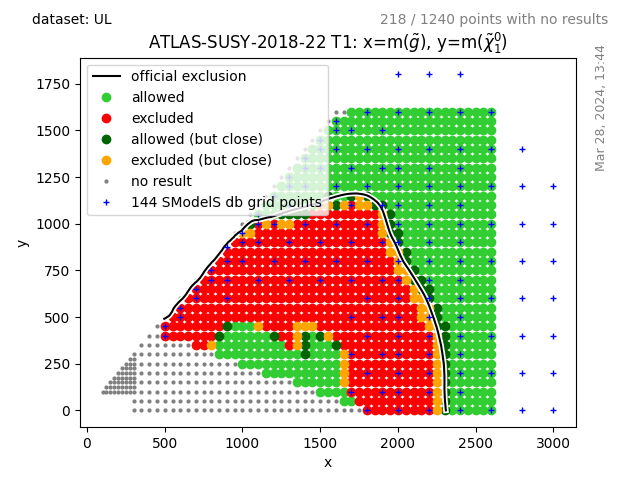 dataset: UL
218 / 1240 points with no results
ATLAS-SUSY-2018-22 T1: x=m(g̃), y=m(χ̃₁⁰)
official exclusion
allowed
excluded
allowed (but close)
excluded (but close)
no result
144 SModelS db grid points
Mar 28, 2024, 13:44
y
1750
1500
1250
1000
750
500
250
0
0 500 1000 1500 2000 2500 3000
x